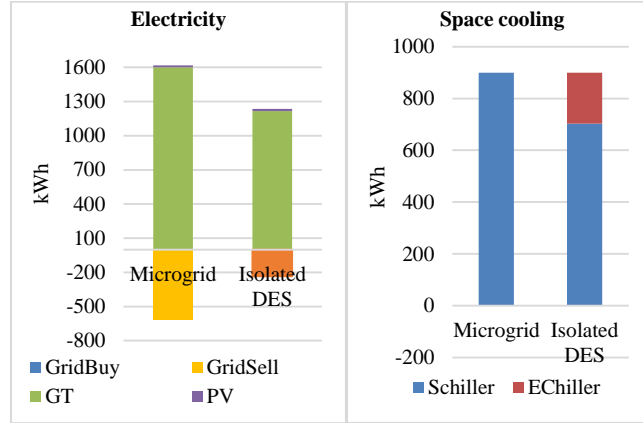 Electricity
kWh
1600
1300
1000
700
400
100
-200
-500
-800
Microgrid
Isolated
DES
GridBuy
GridSell
GT
PV
Space cooling
kWh
1000
800
600
400
200
0
-200
Microgrid
Isolated
DES
Schiller
EChiller